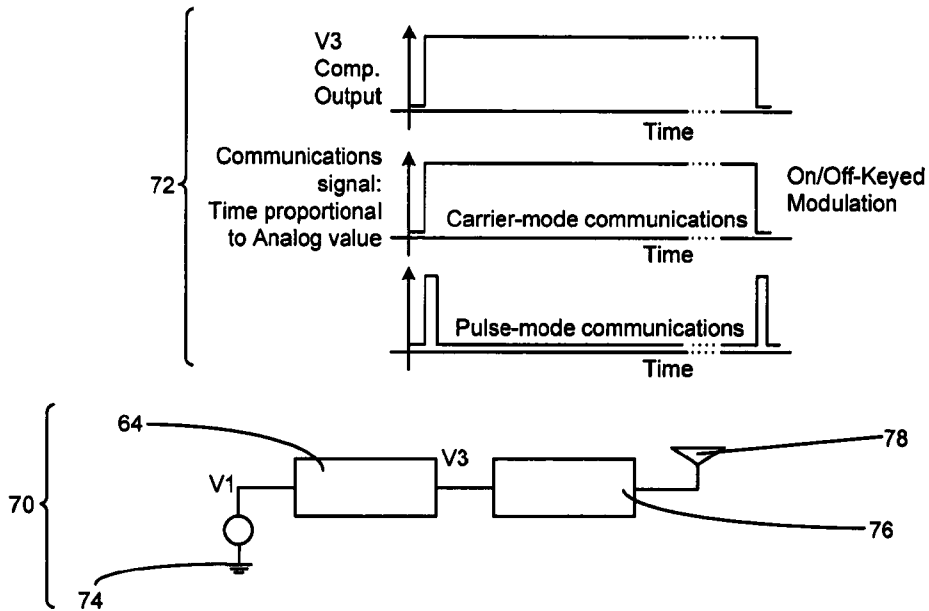 V3
Comp.
Output
Time
72
Communications
signal:
Time proportional
to Analog value
Carrier-mode communications
On/Off-Keyed
Modulation
Time
Pulse-mode communications
Time
70
64
V1
V3
78
76
74